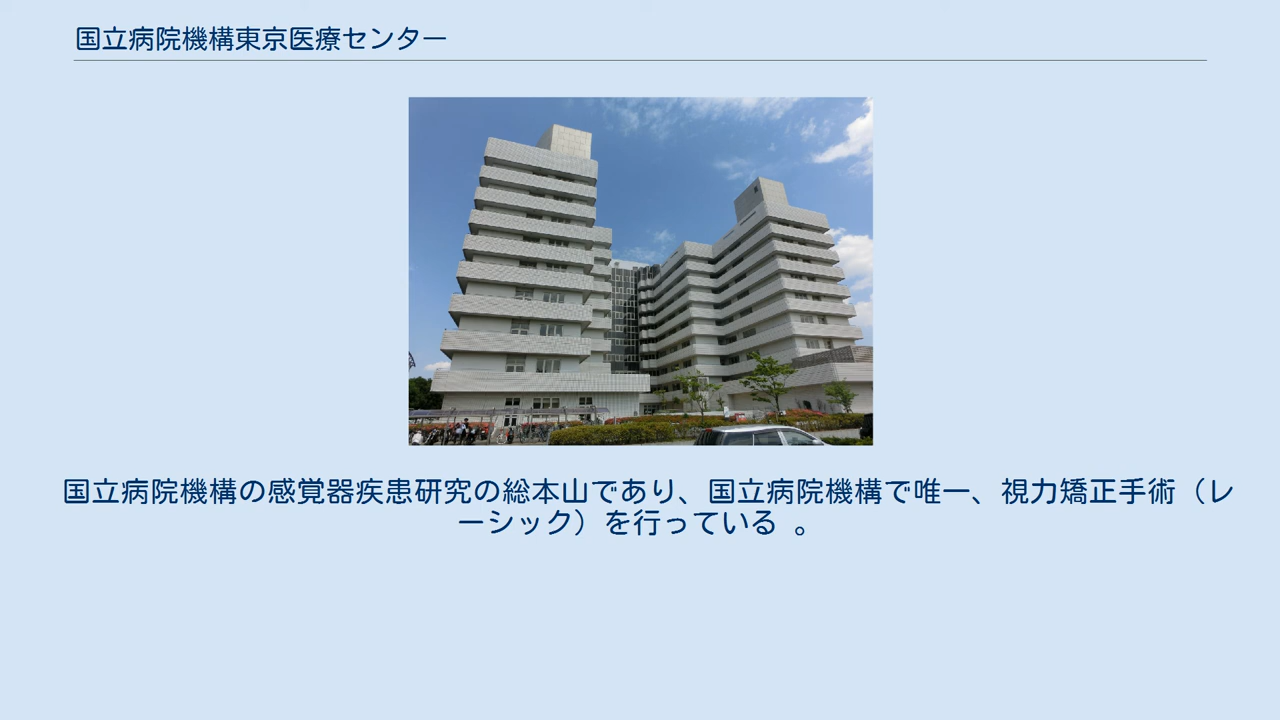 国立病院機構東京医療センター
国立病院機構の感覚器疾患研究の総本山であり、国立病院機構で唯一、視力矯正手術（レ
ーシック）を行っている 。